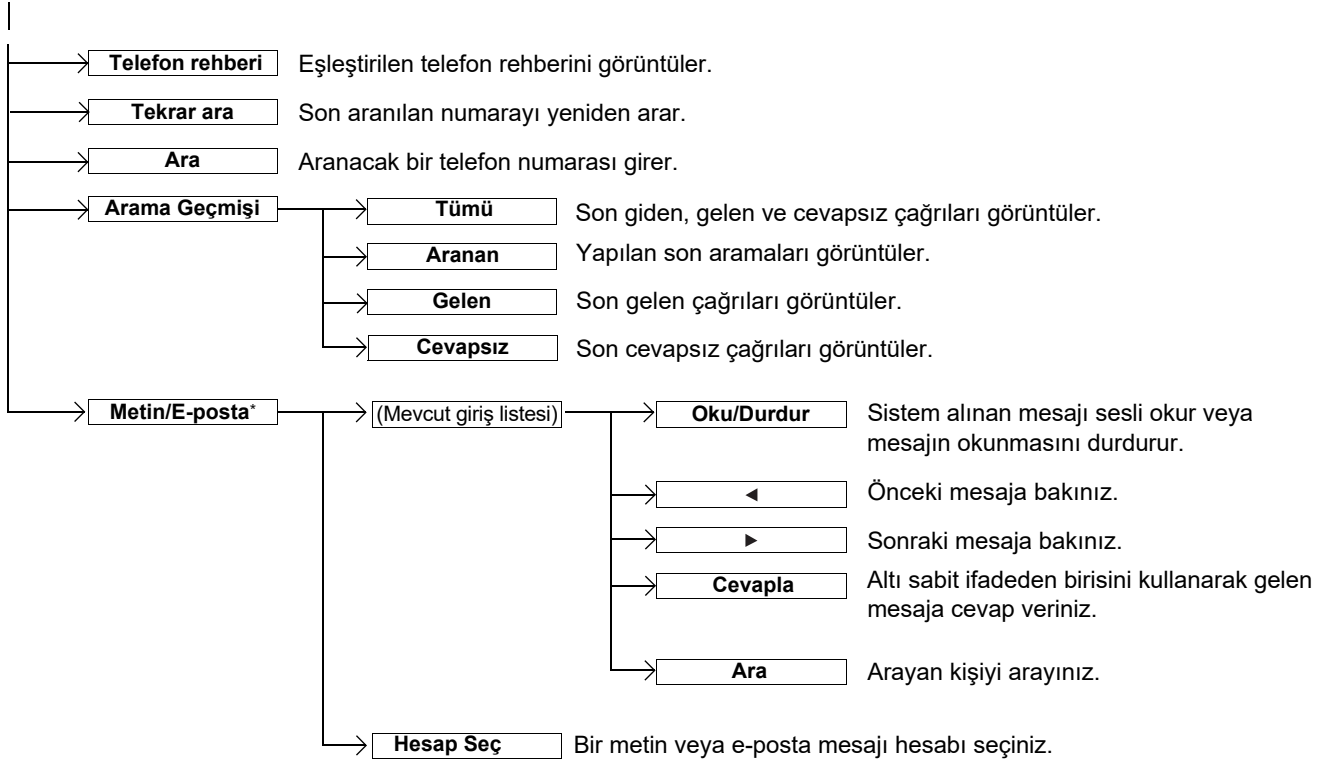 Telefon rehberi Eşleştirilen telefon rehberini görüntüler.
Tekrar ara Son aranılan numarayı yeniden arar.
Ara Aranacak bir telefon numarası girer.
Arama Geçmişi Tümü Son giden, gelen ve cevapsız çağrıları görüntüler.
Aranan Yapılan son aramaları görüntüler.
Gelen Son gelen çağrıları görüntüler.
Cevapsız Son cevapsız çağrıları görüntüler.
Metin/E-posta* (Mevcut giriş listesi) Oku/Durdur Sistem alınan mesajı sesli okur veya
mesajın okunmasını durdurur.
◄ Önceki mesaja bakınız.
► Sonraki mesaja bakınız.
Cevapla Altı sabit ifadeden birisini kullanarak gelen
mesaja cevap veriniz.
Ara Arayan kişiyi arayınız.
Hesap Seç Bir metin veya e-posta mesajı hesabı seçiniz.